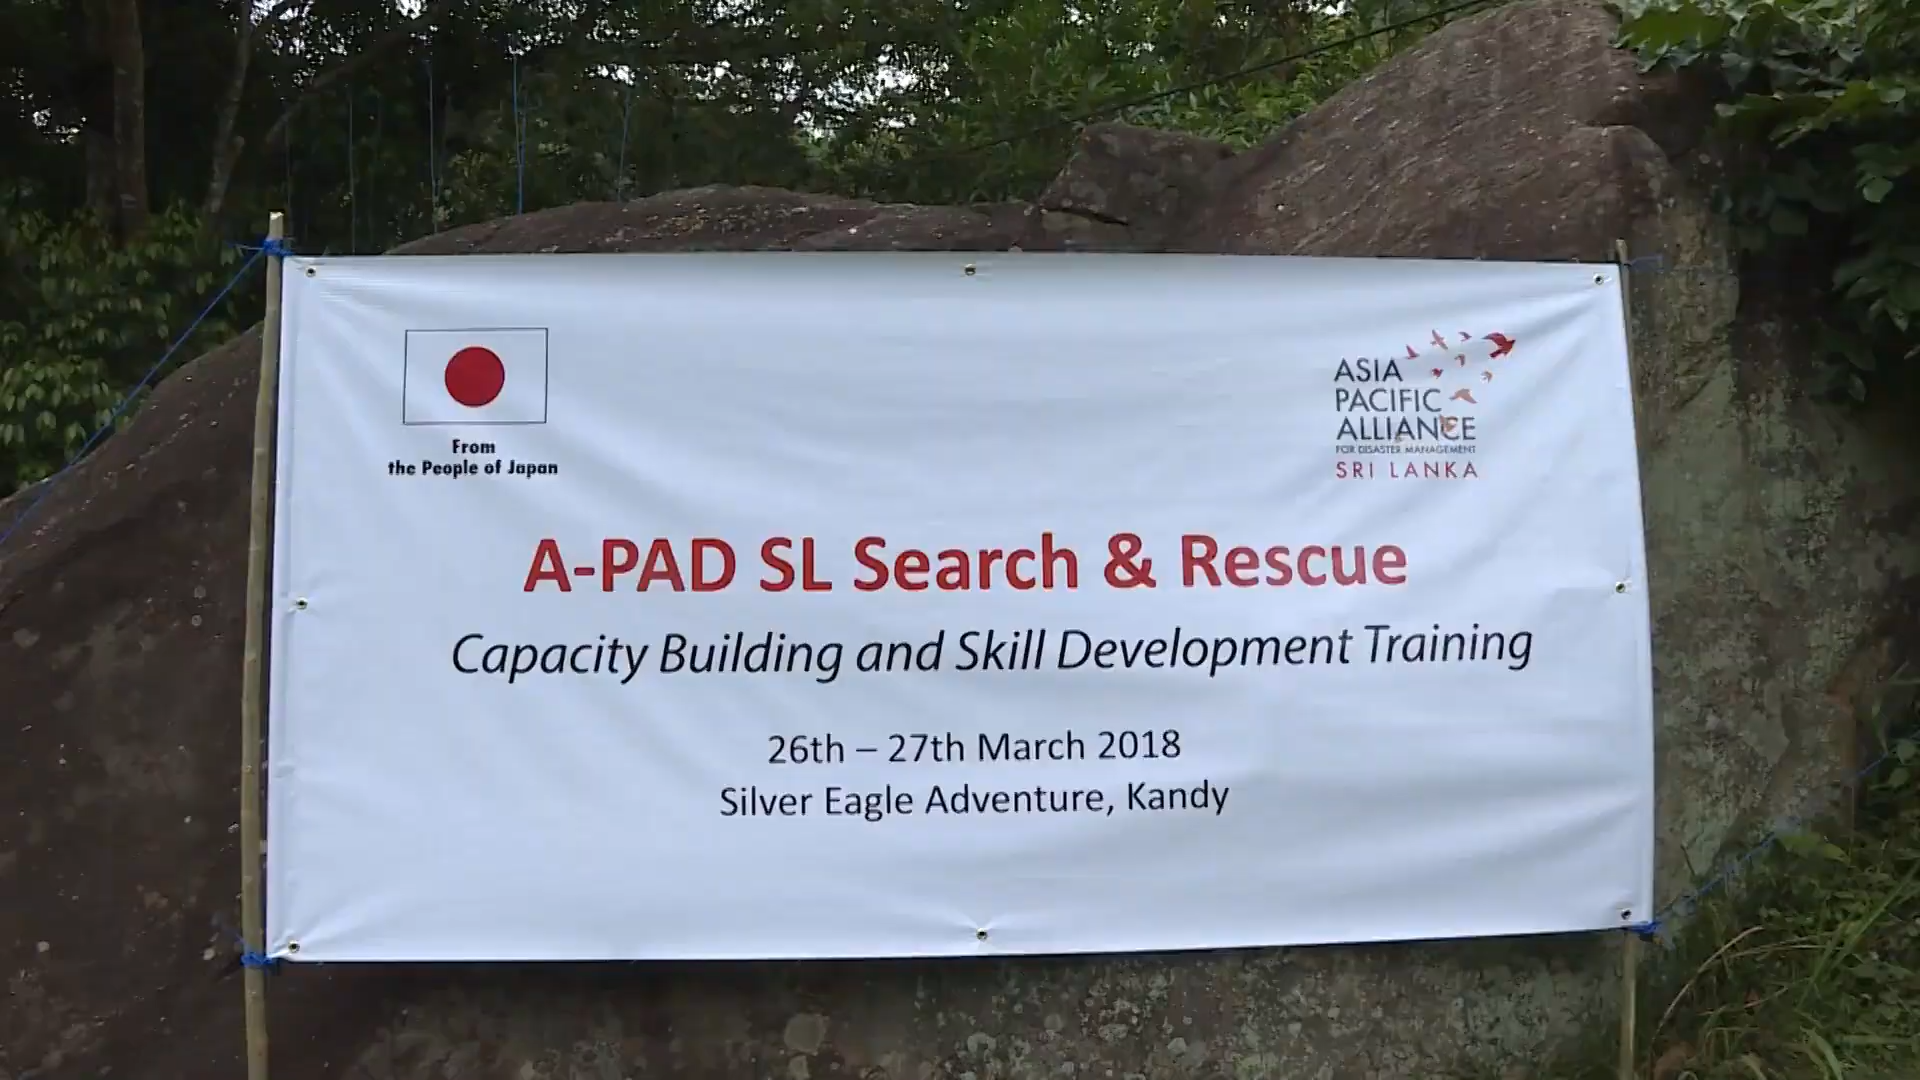 From
the People of Japan
ASIA
PACIFIC
ALLIANCE
FOR DISASTER MANAGEMENT
SRI LANKA
A-PAD SL Search & Rescue
Capacity Building and Skill Development Training
26th – 27th March 2018
Silver Eagle Adventure, Kandy